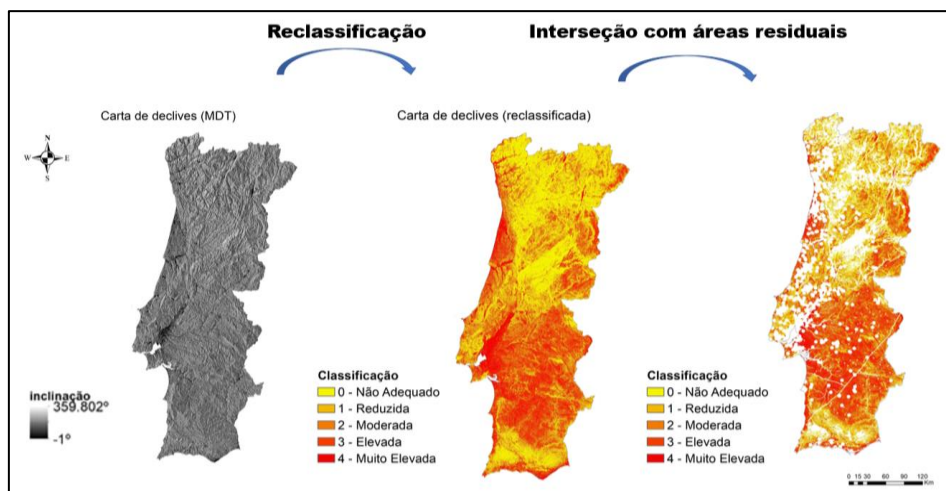 Reclassificação
Interseção com áreas residuais
Carta de declives (MDT)
Carta de declives (reclassificada)
N
W E
S
inclinação
359.802º
-1º
Classificação
0 - Não Adequado
1 - Reduzida
2 - Moderada
3 - Elevada
4 - Muito Elevada
Classificação
0 - Não Adequado
1 - Reduzida
2 - Moderada
3 - Elevada
4 - Muito Elevada
0 15 30 60 90 120
Km